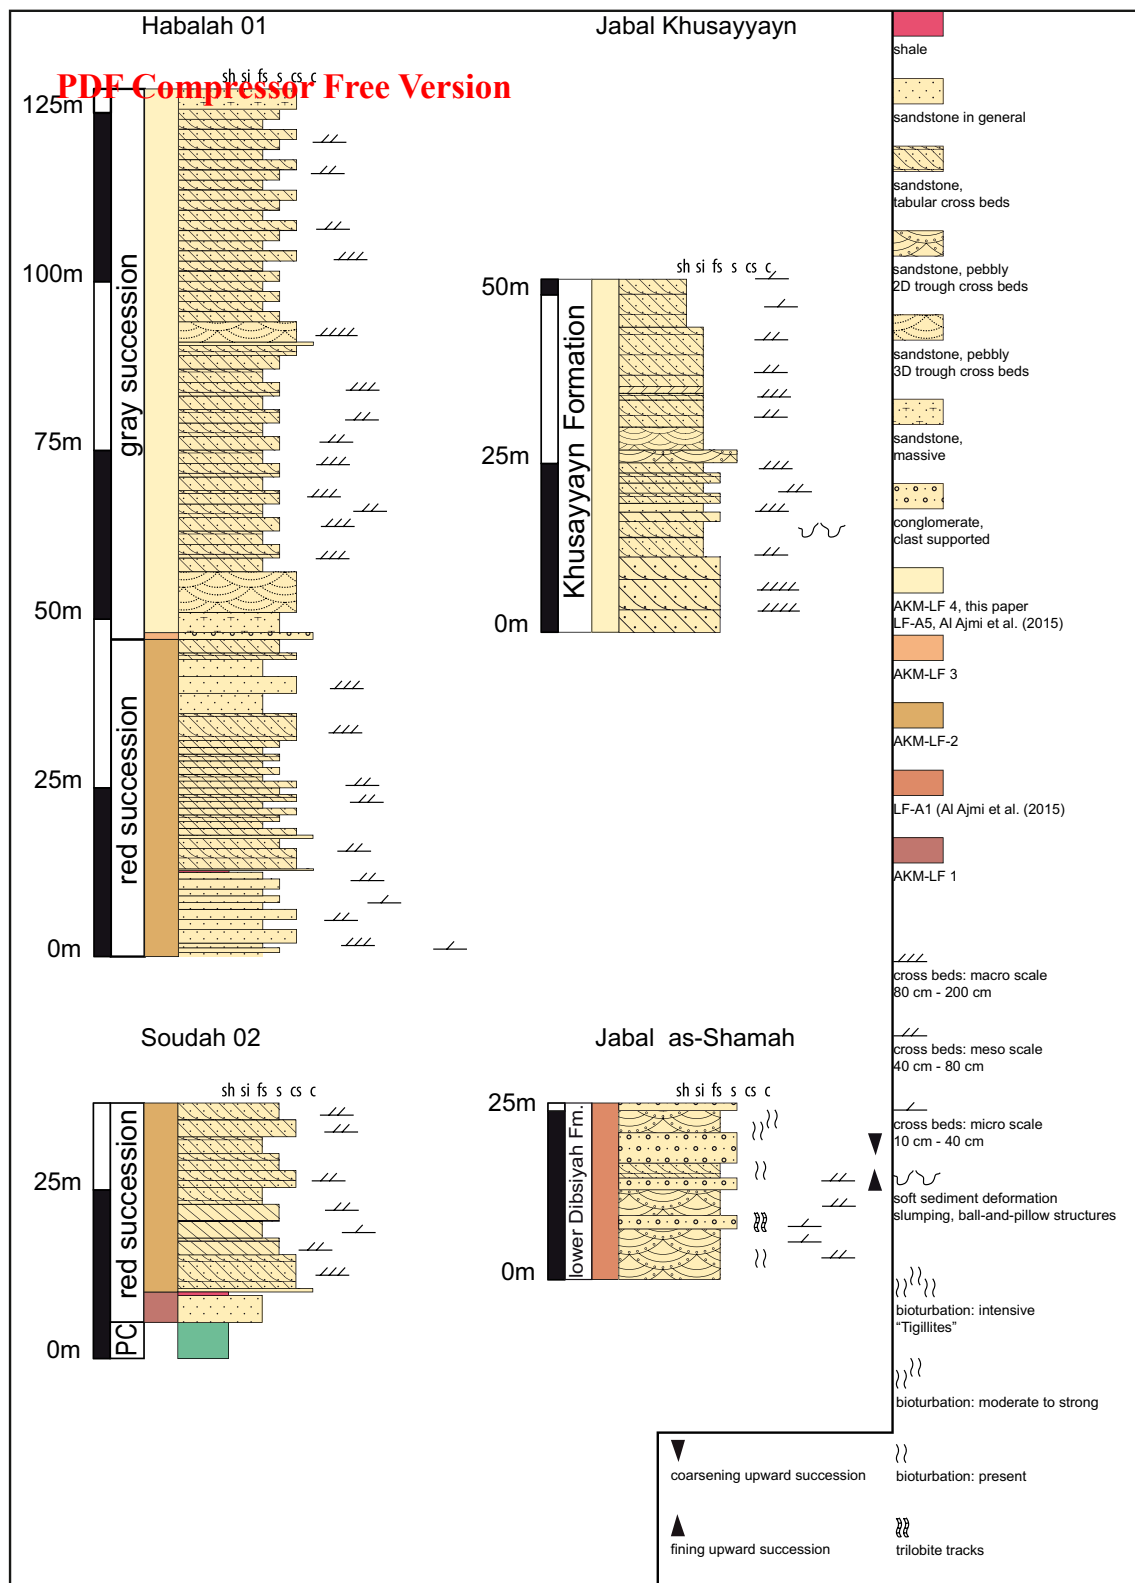 Habalah 01
sh si fs s cs c
PDF Compressor Free Version
125m
100m
75m
50m
25m
0m
gray succession
red succession
Jabal Khusayyayn
sh si fs s cs c
50m
25m
0m
Khusayyayn Formation
Soudah 02
sh si fs s cs c
25m
0m
red succession
PC
Jabal as-Shamah
sh si fs s cs c
25m
0m
lower Dibsiyah Fm.
shale
sandstone in general
sandstone,
tabular cross beds
sandstone, pebbly
2D trough cross beds
sandstone, pebbly
3D trough cross beds
sandstone,
massive
conglomerate,
clast supported
AKM-LF 4, this paper
LF-A5, Al Ajmi et al. (2015)
AKM-LF 3
AKM-LF-2
LF-A1 (Al Ajmi et al. (2015)
AKM-LF 1
cross beds: macro scale
80 cm - 200 cm
cross beds: meso scale
40 cm - 80 cm
cross beds: micro scale
10 cm - 40 cm
soft sediment deformation
slumping, ball-and-pillow structures
bioturbation: intensive
“Tigillites”
bioturbation: moderate to strong
bioturbation: present
trilobite tracks
coarsening upward succession
fining upward succession